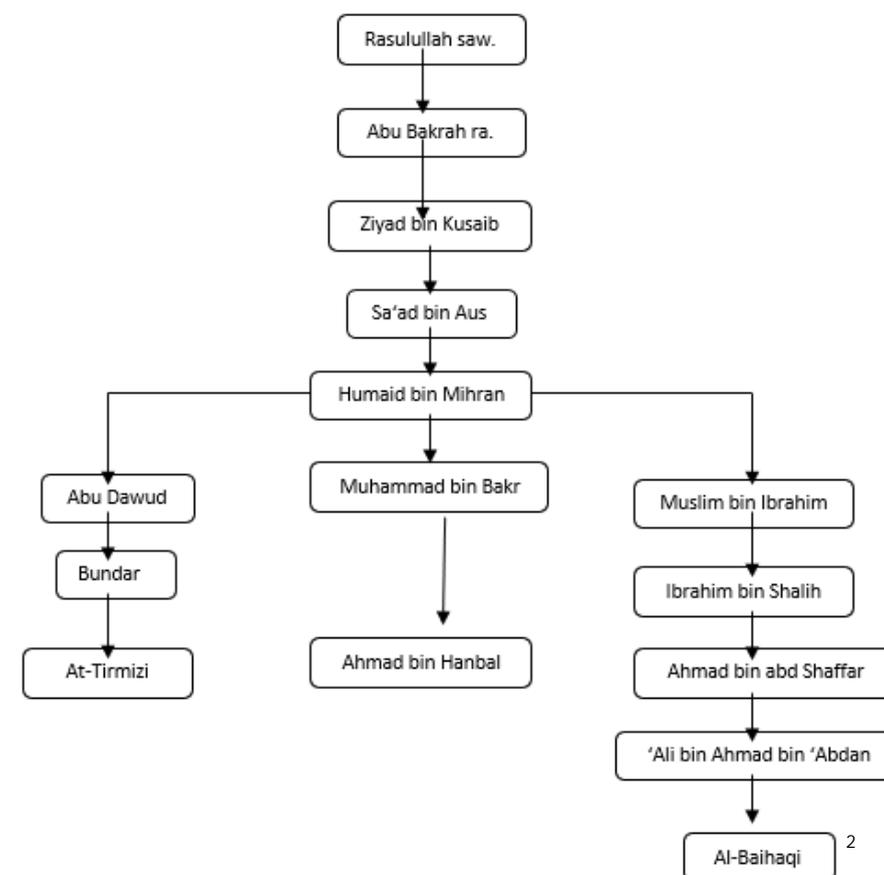 Rasulullah saw.
Abu Bakrah ra.
Ziyad bin Kusaib
Sa‘ad bin Aus
Humaid bin Mihran
Abu Dawud
Muhammad bin Bakr
Muslim bin Ibrahim
Bundar
Ibrahim bin Shalih
At-Tirmizi
Ahmad bin Hanbal
Ahmad bin abd Shaffar
‘Ali bin Ahmad bin ‘Abdan
Al-Baihaqi
2